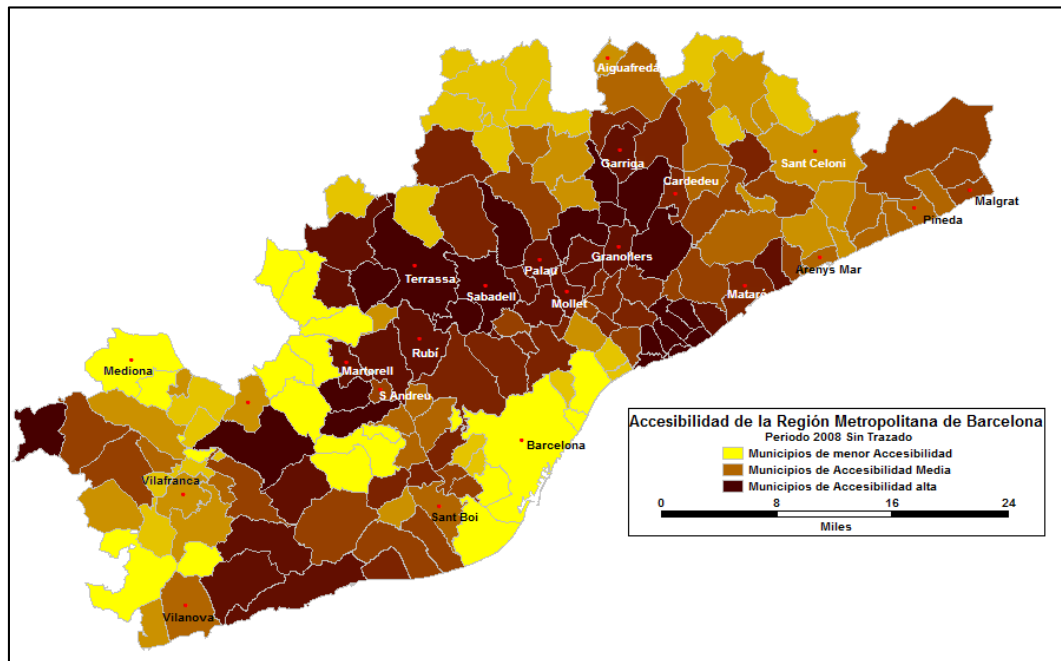 Aiguafreda
Garriga
Sant Celoni
Cardedeu
Malgrat
Pineda
Granollers
Arenys Mar
Palau
Terrassa
Sabadell
Mollet
Mataró
Rubí
Martorell
Mediona
S Andreu
Barcelona
Vilafranca
Sant Boi
Vilanova
Accesibilidad de la Región Metropolitana de Barcelona
Periodo 2008 Sin Trazado
Municipios de menor Accesibilidad
Municipios de Accesibilidad Media
Municipios de Accesibilidad alta
0 8 16 24
Miles